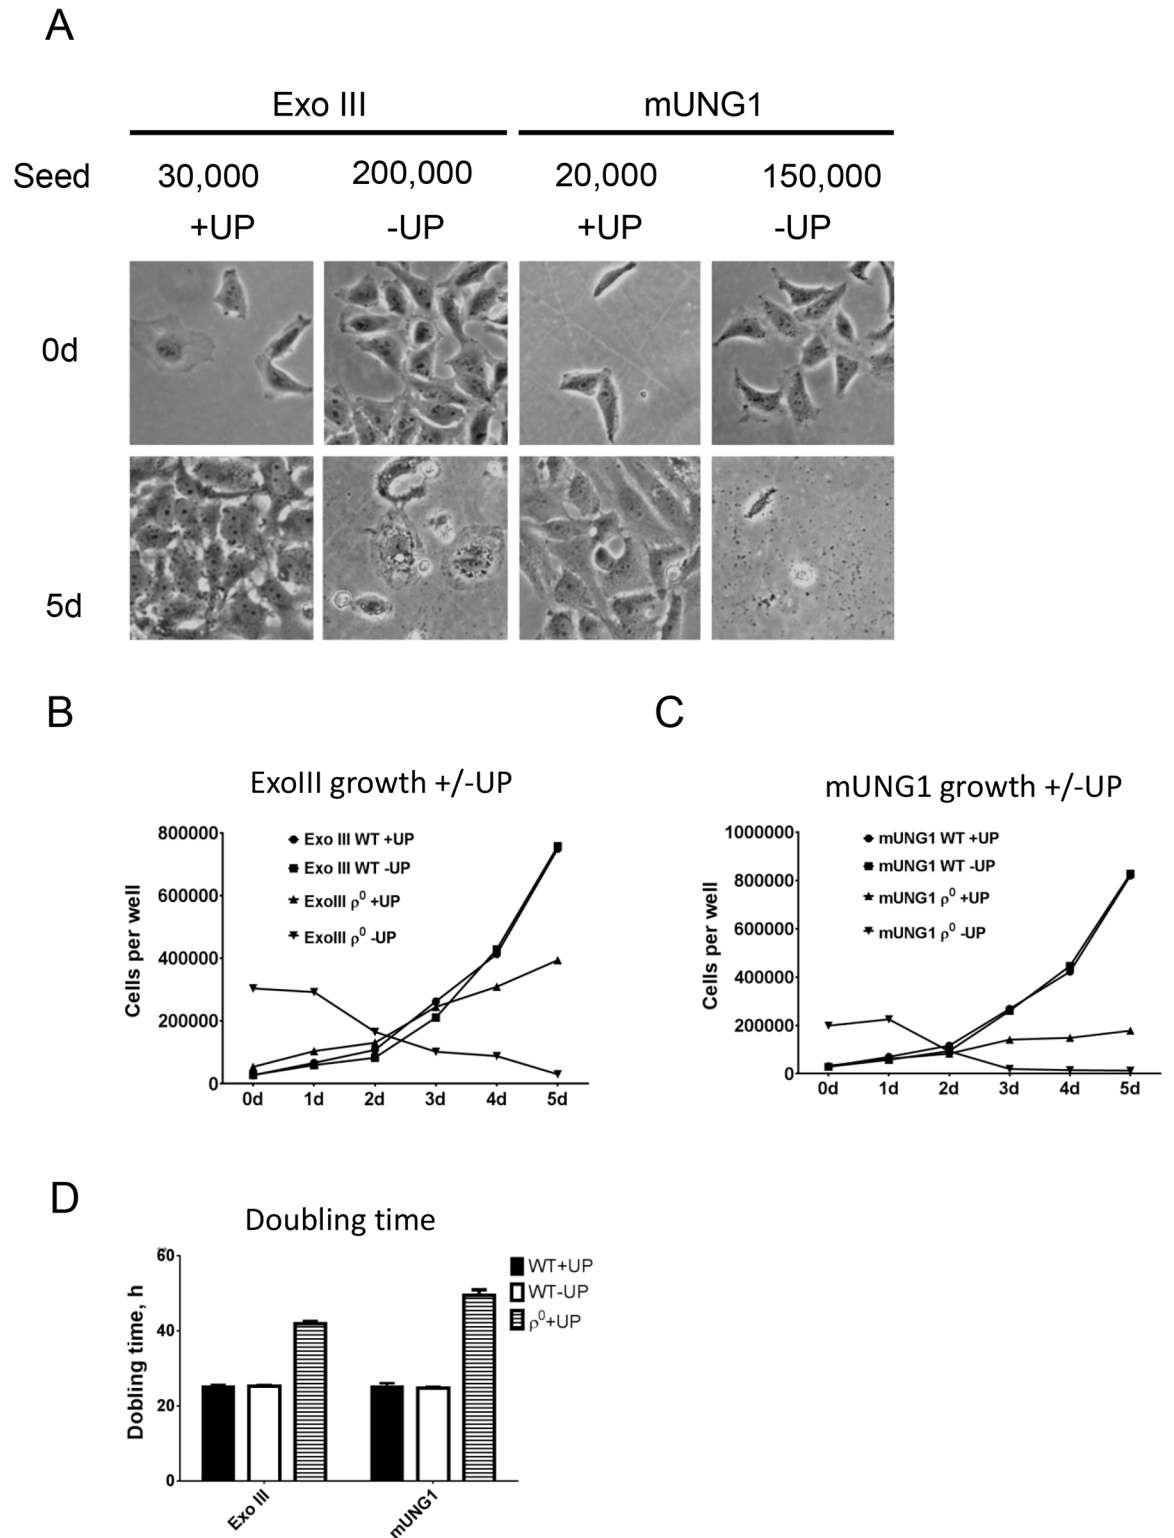 A
Exo III mUNG1
Seed 30,000 200,000 20,000 150,000
+UP -UP +UP -UP
0d
5d
B
ExoIII growth +/-UP
Cells per well
800000
600000
400000
200000
0
0d 1d 2d 3d 4d 5d
Exo III WT +UP
Exo III WT -UP
ExoIII ρ⁰ +UP
ExoIII ρ⁰ -UP
C
mUNG1 growth +/-UP
Cells per well
1000000
800000
600000
400000
200000
0
0d 1d 2d 3d 4d 5d
mUNG1 WT +UP
mUNG1 WT -UP
mUNG1 ρ⁰ +UP
mUNG1 ρ⁰ -UP
D
Doubling time
Dobling time, h
60
40
20
0
Exo III
mUNG1
WT+UP
WT-UP
ρ⁰+UP